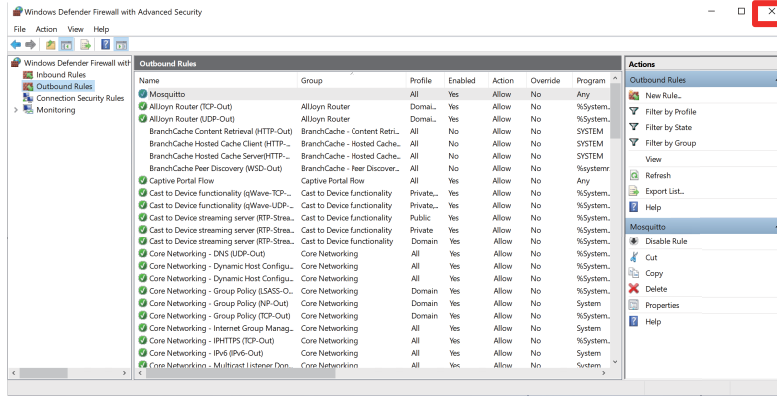 Windows Defender Firewall with Advanced Security
File Action View Help
Windows Defender Firewall with
Inbound Rules
Outbound Rules
Connection Security Rules
Monitoring
Outbound Rules
Name Group Profile Enabled Action Override Program
Mosquitto All Yes Allow No Any
AllJoyn Router (TCP-Out) AllJoyn Router Domai... Yes Allow No %System...
AllJoyn Router (UDP-Out) AllJoyn Router Domai... Yes Allow No %System...
BranchCache Content Retrieval (HTTP-Out) BranchCache - Content Retri... All No Allow No SYSTEM
BranchCache Hosted Cache Client (HTTP-... BranchCache - Hosted Cache... All No Allow No SYSTEM
BranchCache Hosted Cache Server(HTTP-... BranchCache - Hosted Cache... All No Allow No SYSTEM
BranchCache Peer Discovery (WSD-Out) BranchCache - Peer Discover... All No Allow No %systemr
Captive Portal Flow Captive Portal Flow All Yes Allow No Any
Cast to Device functionality (qWave-TCP-... Cast to Device functionality Private,... Yes Allow No %System...
Cast to Device functionality (qWave-UDP-... Cast to Device functionality Private,... Yes Allow No %System...
Cast to Device streaming server (RTP-Strea... Cast to Device functionality Public Yes Allow No %System...
Cast to Device streaming server (RTP-Strea... Cast to Device functionality Private Yes Allow No %System...
Cast to Device streaming server (RTP-Strea... Cast to Device functionality Domain Yes Allow No %System...
Core Networking - DNS (UDP-Out) Core Networking All Yes Allow No %System...
Core Networking - Dynamic Host Configu... Core Networking All Yes Allow No %System...
Core Networking - Dynamic Host Configu... Core Networking All Yes Allow No %System...
Core Networking - Group Policy (LSASS-O... Core Networking Domain Yes Allow No %System...
Core Networking - Group Policy (NP-Out) Core Networking Domain Yes Allow No System
Core Networking - Group Policy (TCP-Out) Core Networking Domain Yes Allow No %System...
Core Networking - Internet Group Manag... Core Networking All Yes Allow No System
Core Networking - IPHTTPS (TCP-Out) Core Networking All Yes Allow No %System...
Core Networking - IPv6 (IPv6-Out) Core Networking All Yes Allow No System
Core Networking - Multicast Listener Don... Core Networking All Yes Allow No System
Actions
Outbound Rules
New Rule...
Filter by Profile
Filter by State
Filter by Group
View
Refresh
Export List...
Help
Mosquitto
Disable Rule
Cut
Copy
Delete
Properties
Help